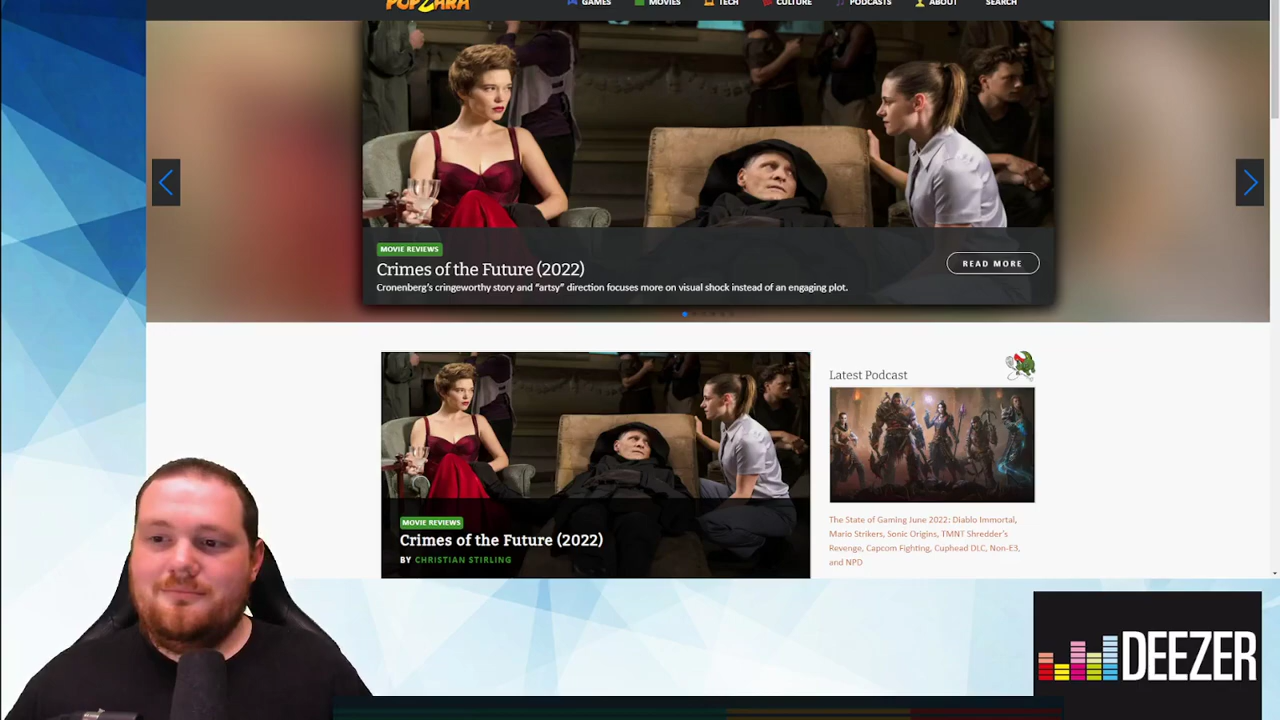 POPZARA
GAMES
MOVIES
TECH
CULTURE
PODCASTS
ABOUT
SEARCH
MOVIE REVIEWS
Crimes of the Future (2022)
Cronenberg's cringeworthy story and "artsy" direction focuses more on visual shock instead of an engaging plot.
READ MORE
MOVIE REVIEWS
Crimes of the Future (2022)
BY CHRISTIAN STIRLING
Latest Podcast
The State of Gaming June 2022: Diablo Immortal,
Mario Strikers, Sonic Origins, TMNT Shredder's
Revenge, Capcom Fighting, Cuphead DLC, Non-E3,
and NPD
DEEZER